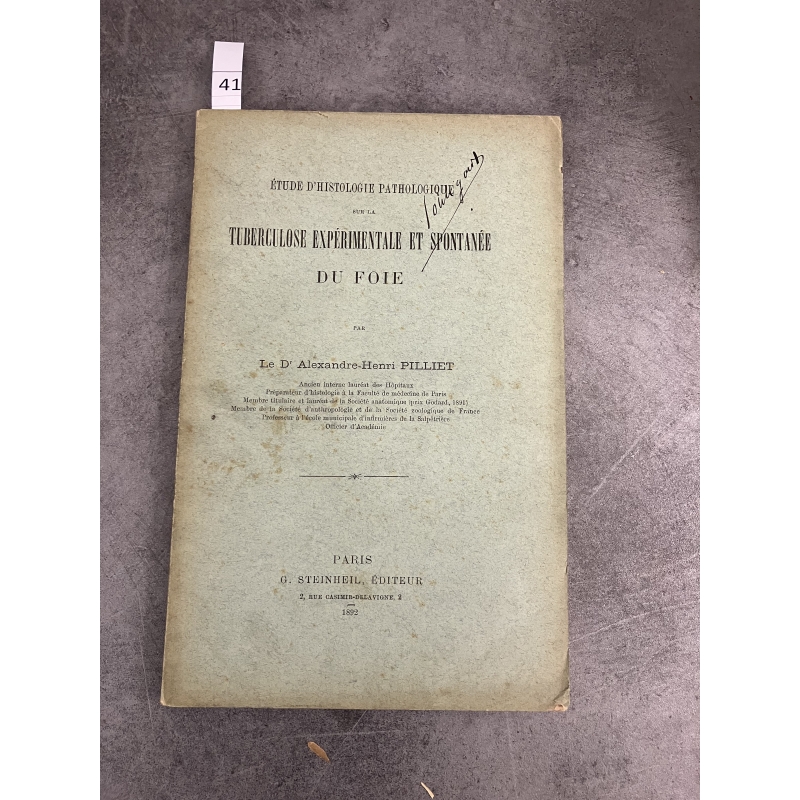 41
ÉTUDE D'HISTOLOGIE PATHOLOGIQUE
SUR LA
TUBERCULOSE EXPÉRIMENTALE ET SPONTANÉE
DU FOIE
PAR
Le Dr Alexandre-Henri PILLIET
Ancien interne lauréat des Hôpitaux
Préparateur d'histologie à la Faculté de médecine de Paris
Membre titulaire et lauréat de la Société anatomique (prix Godard, 1891)
Membre de la Société d'anthropologie et de la Société zoologique de France
Professeur à l'école municipale d'infirmières de la Salpêtrière
Officier d'Académie
PARIS
G. STEINHEIL, ÉDITEUR
2, RUE CASIMIR-DELAVIGNE, 2
1892